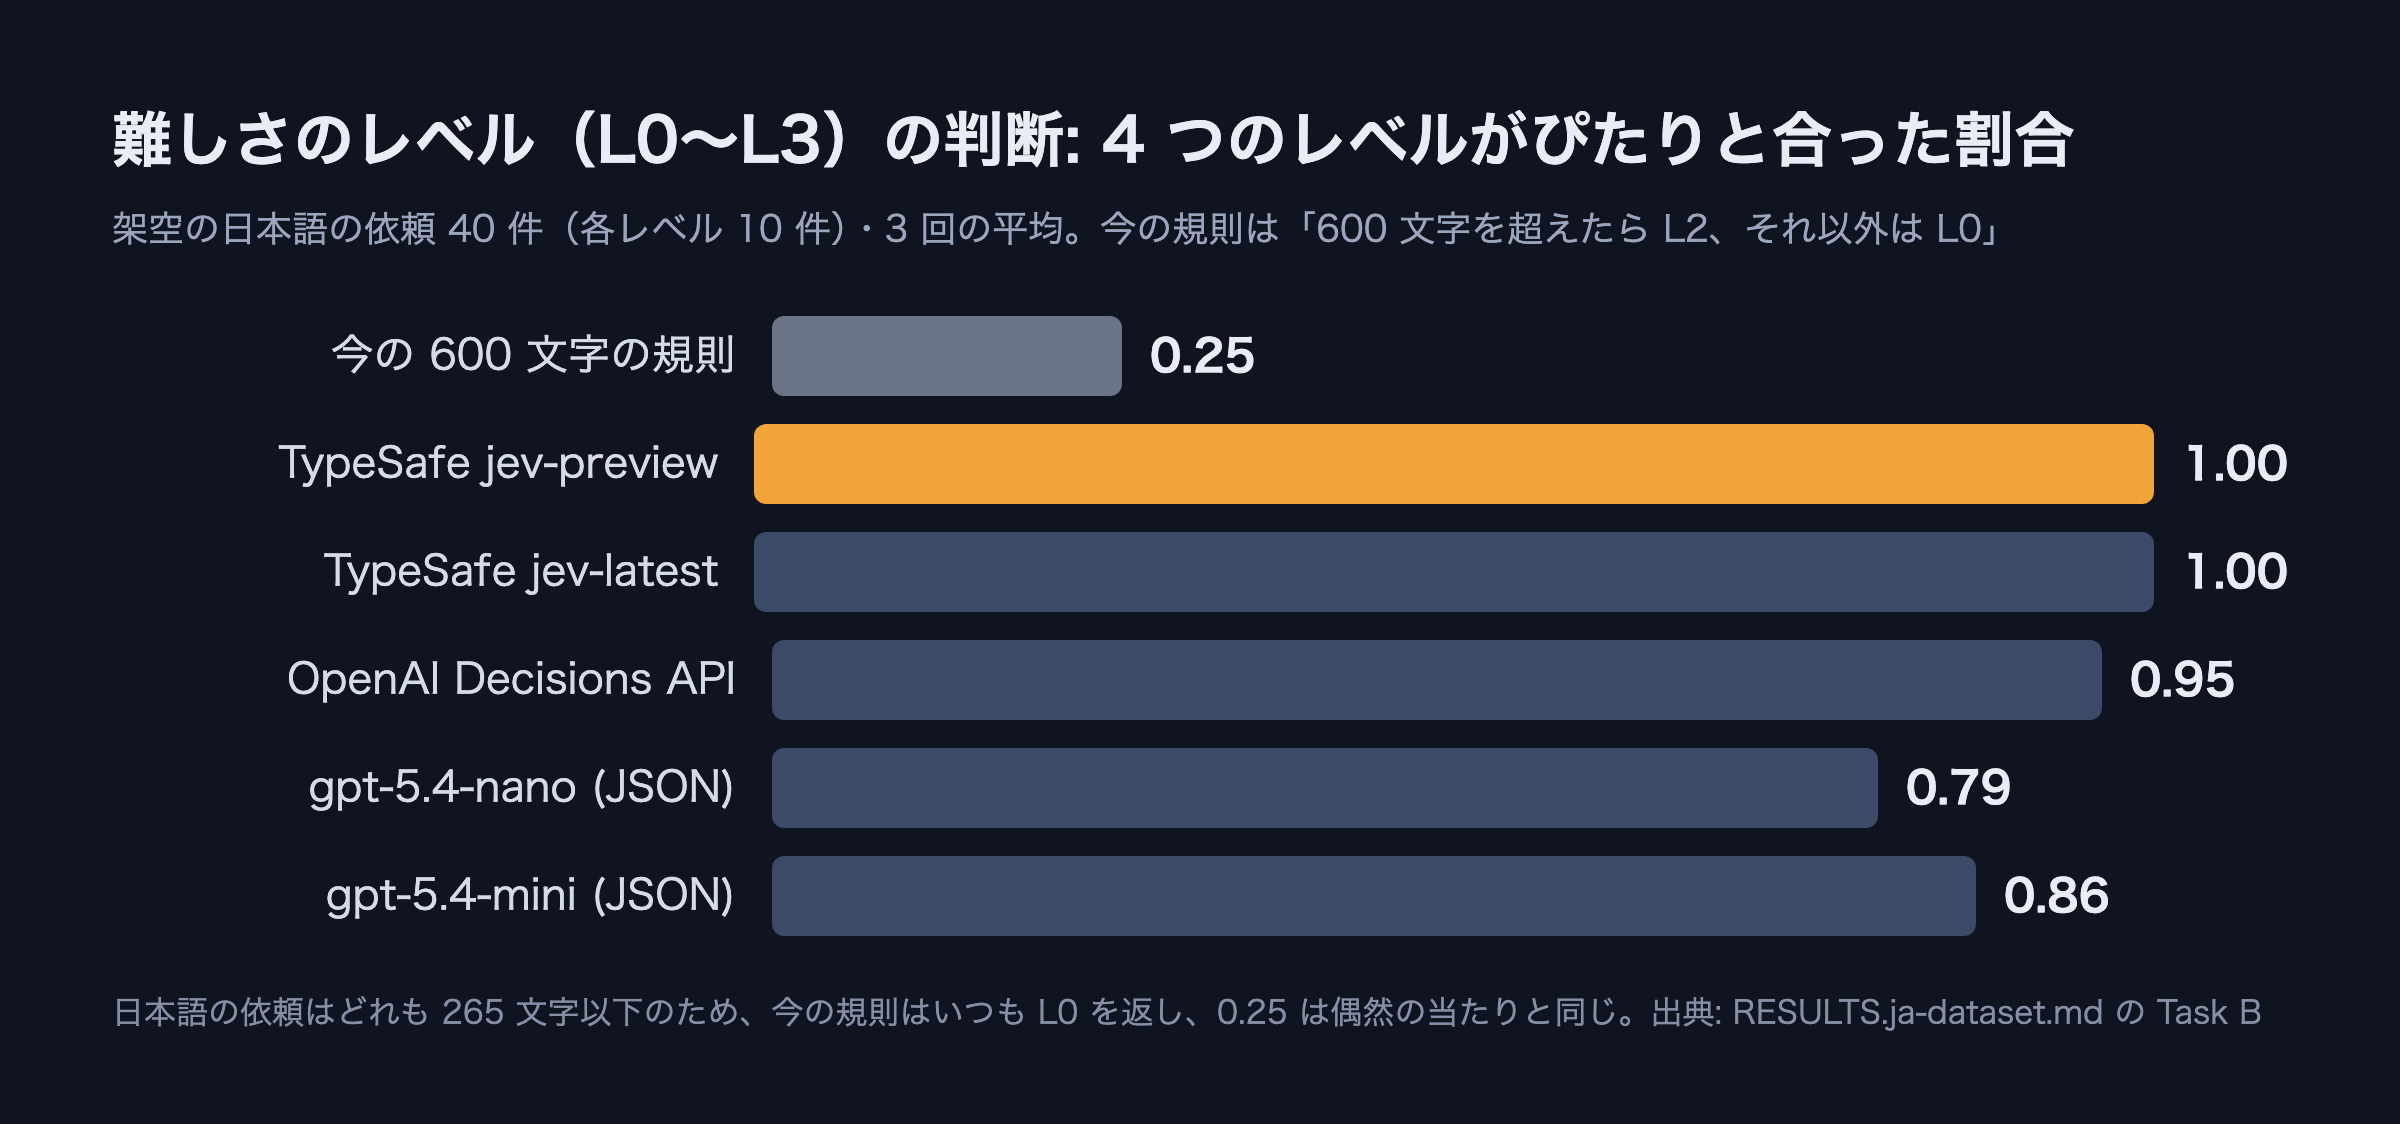 難しさのレベル（L0〜L3）の判断: 4 つのレベルがぴたりと合った割合
架空の日本語の依頼 40 件（各レベル 10 件）・3 回の平均。今の規則は「600 文字を超えたら L2、それ以外は L0」
今の 600 文字の規則 0.25
TypeSafe jev-preview 1.00
TypeSafe jev-latest 1.00
OpenAI Decisions API 0.95
gpt-5.4-nano (JSON) 0.79
gpt-5.4-mini (JSON) 0.86
日本語の依頼はどれも 265 文字以下のため、今の規則はいつも L0 を返し、0.25 は偶然の当たりと同じ。出典: RESULTS.ja-dataset.md の Task B